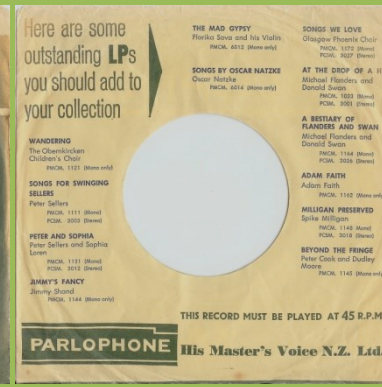 Here are some
outstanding LPs
you should add to
your collection
WANDERING
The Obernkirchen
Children's Choir
PMCM. 1121 (Mono only)
SONGS FOR SWINGING
SELLERS
Peter Sellers
PMCM. 1111 (Mono)
PCSM. 3003 (Stereo)
PETER AND SOPHIA
Peter Sellers and Sophia
Loren
PMCM. 1131 (Mono)
PCSM. 3012 (Stereo)
JIMMY'S FANCY
Jimmy Shand
PMCM. 1144 (Mono only)
THE MAD GYPSY
Florika Sava and his Violin
PMCM. 6012 (Mono only)
SONGS BY OSCAR NATZKE
Oscar Natzke
PMCM. 6014 (Mono only)
SONGS WE LOVE
Glasgow Phoenix Choir
PMCM. 1172 (Mono)
PCSM. 3027 (Stereo)
AT THE DROP OF A H
Michael Flanders and
Donald Swan
PMCM. 1033 (Mono)
PCSM. 3001 (Stereo)
A BESTIARY OF
FLANDERS AND SWAN
Michael Flanders and
Donald Swan
PMCM. 1164 (Mono)
PCSM. 3026 (Stereo)
ADAM FAITH
Adam Faith
PMCM. 1162 (Mono only)
MILLIGAN PRESERVED
Spike Milligan
PMCM. 1148 Mono)
PCSM. 3018 (Stereo)
BEYOND THE FRINGE
Peter Cook and Dudley
Moore
PMCM. 1145 (Mono only)
THIS RECORD MUST BE PLAYED AT 45 R.P.M
PARLOPHONE
His Master's Voice N.Z. Ltd.